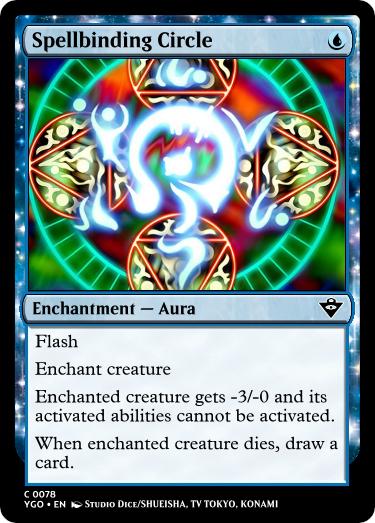 Spellbinding Circle
Enchantment — Aura
Flash
Enchant creature
Enchanted creature gets -3/-0 and its
activated abilities cannot be activated.
When enchanted creature dies, draw a
card.
C 0078
YGO • EN Studio Dice/SHUEISHA, TV TOKYO, KONAMI